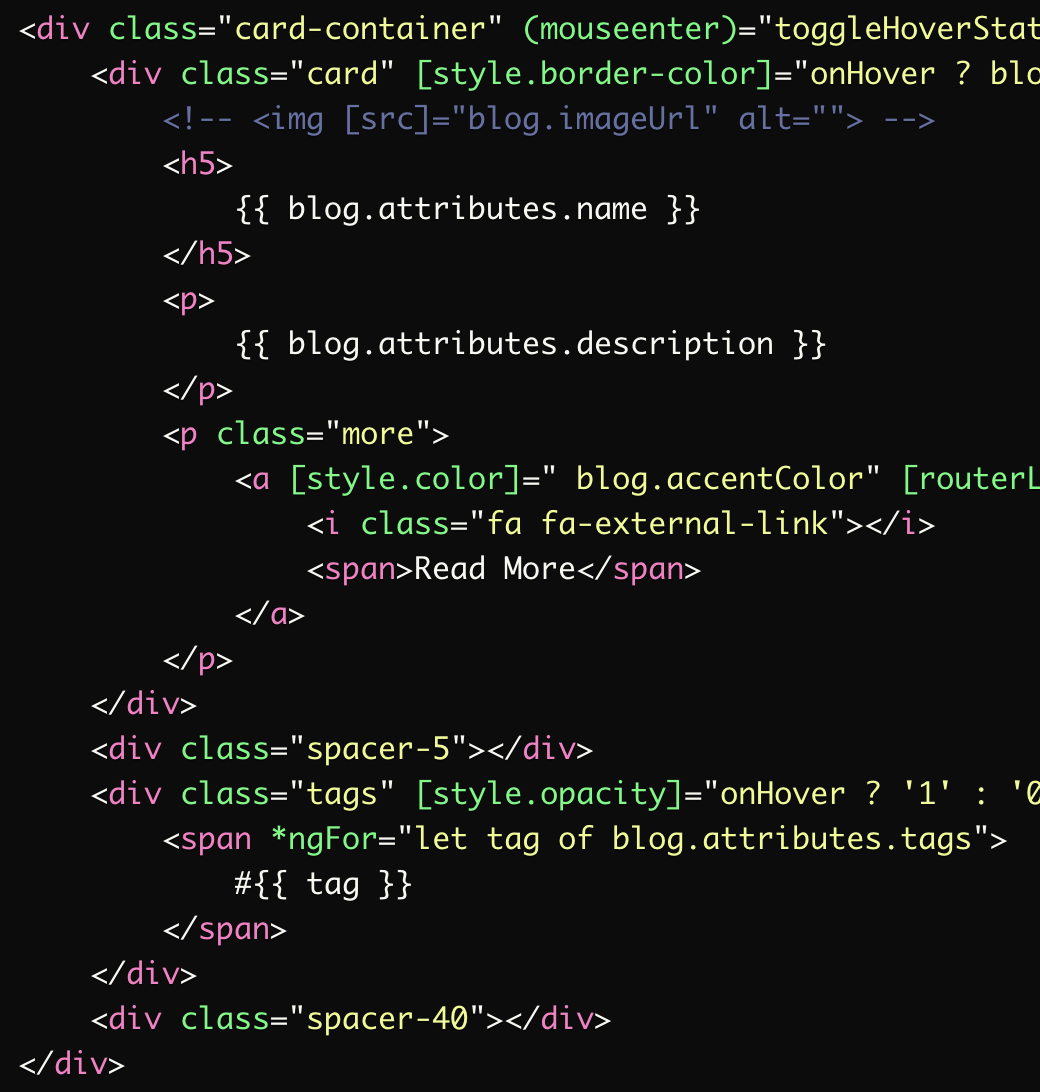 <div class="card-container" (mouseenter)="toggleHoverStat
<div class="card" [style.border-color]="onHover ? blo
<!-- <img [src]="blog.imageUrl" alt=""> -->
<h5>
{{ blog.attributes.name }}
</h5>
<p>
{{ blog.attributes.description }}
</p>
<p class="more">
<a [style.color]=" blog.accentColor" [routerL
<i class="fa fa-external-link"></i>
<span>Read More</span>
</a>
</p>
</div>
<div class="spacer-5"></div>
<div class="tags" [style.opacity]="onHover ? '1' : '0
<span *ngFor="let tag of blog.attributes.tags">
#{{ tag }}
</span>
</div>
<div class="spacer-40"></div>
</div>